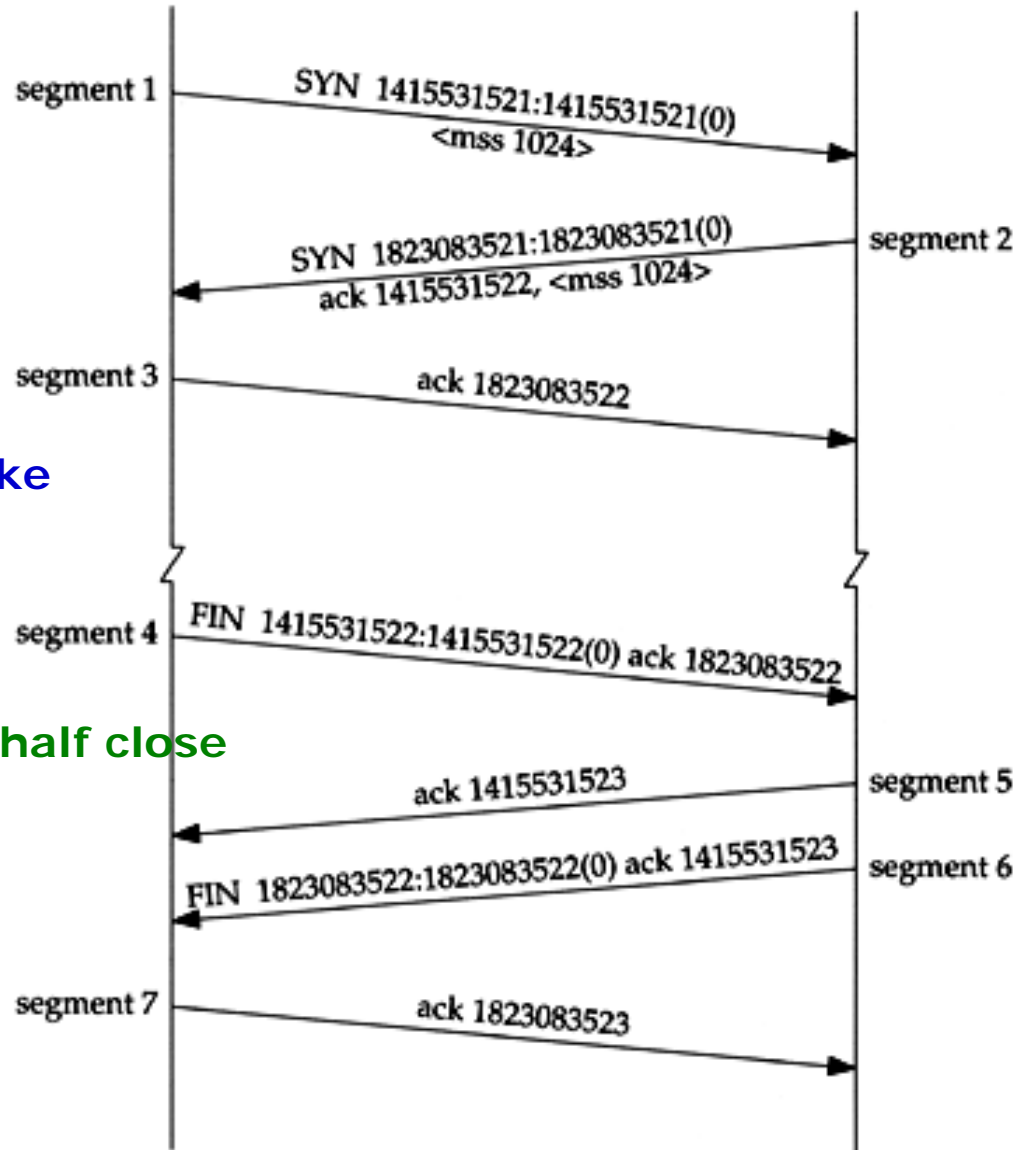 segment 1
SYN 1415531521:1415531521(0)
<mss 1024>
SYN 1823083521:1823083521(0)
segment 2
ack 1415531522, <mss 1024>
segment 3
ack 1823083522
ke
segment 4
FIN 1415531522:1415531522(0) ack 1823083522
half close
ack 1415531523
segment 5
FIN 1823083522:1823083522(0) ack 1415531523
segment 6
segment 7
ack 1823083523